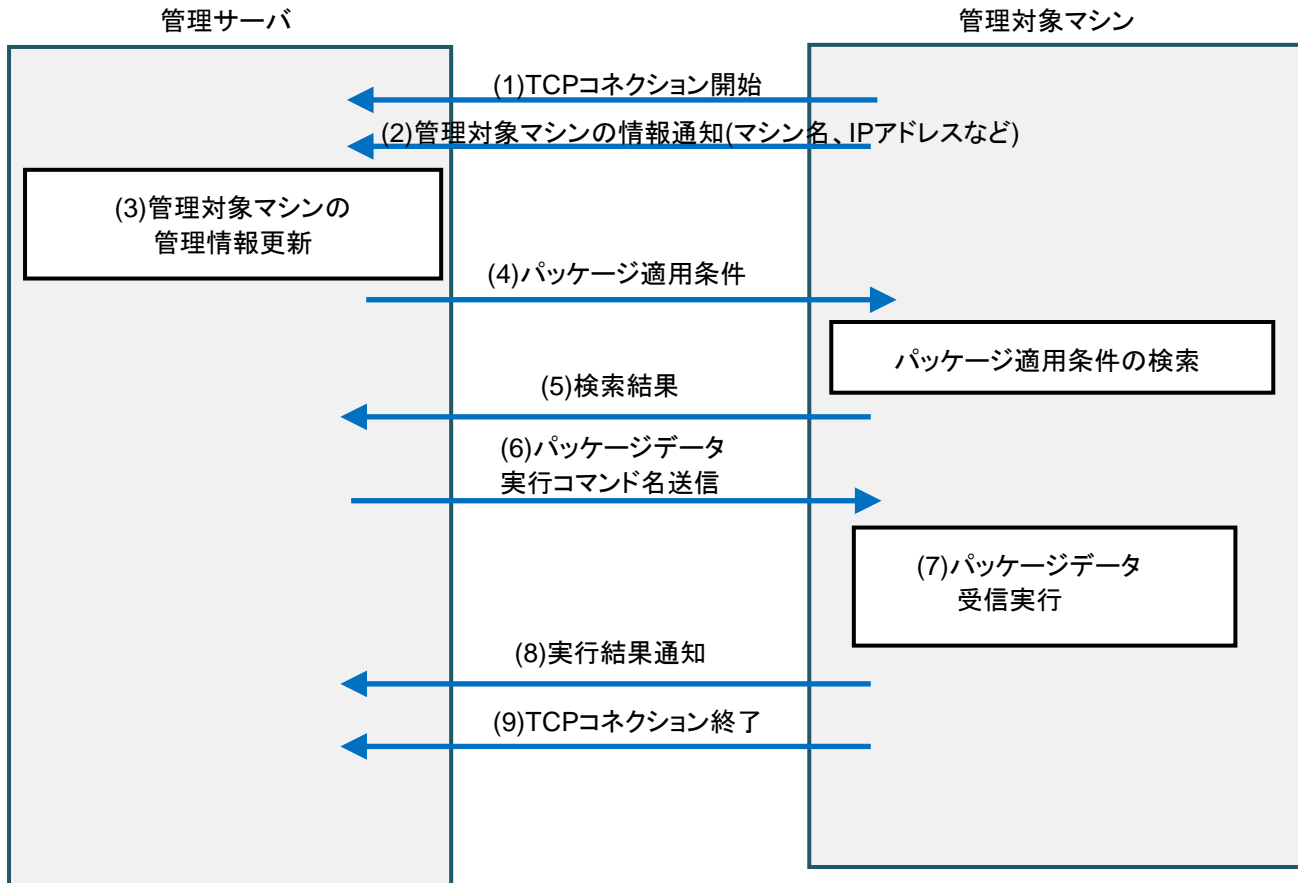 管理サーバ
管理対象マシン
(1)TCPコネクション開始
(2)管理対象マシンの情報通知(マシン名、IPアドレスなど)
(3)管理対象マシンの
管理情報更新
(4)パッケージ適用条件
パッケージ適用条件の検索
(5)検索結果
(6)パッケージデータ
実行コマンド名送信
(7)パッケージデータ
受信実行
(8)実行結果通知
(9)TCPコネクション終了